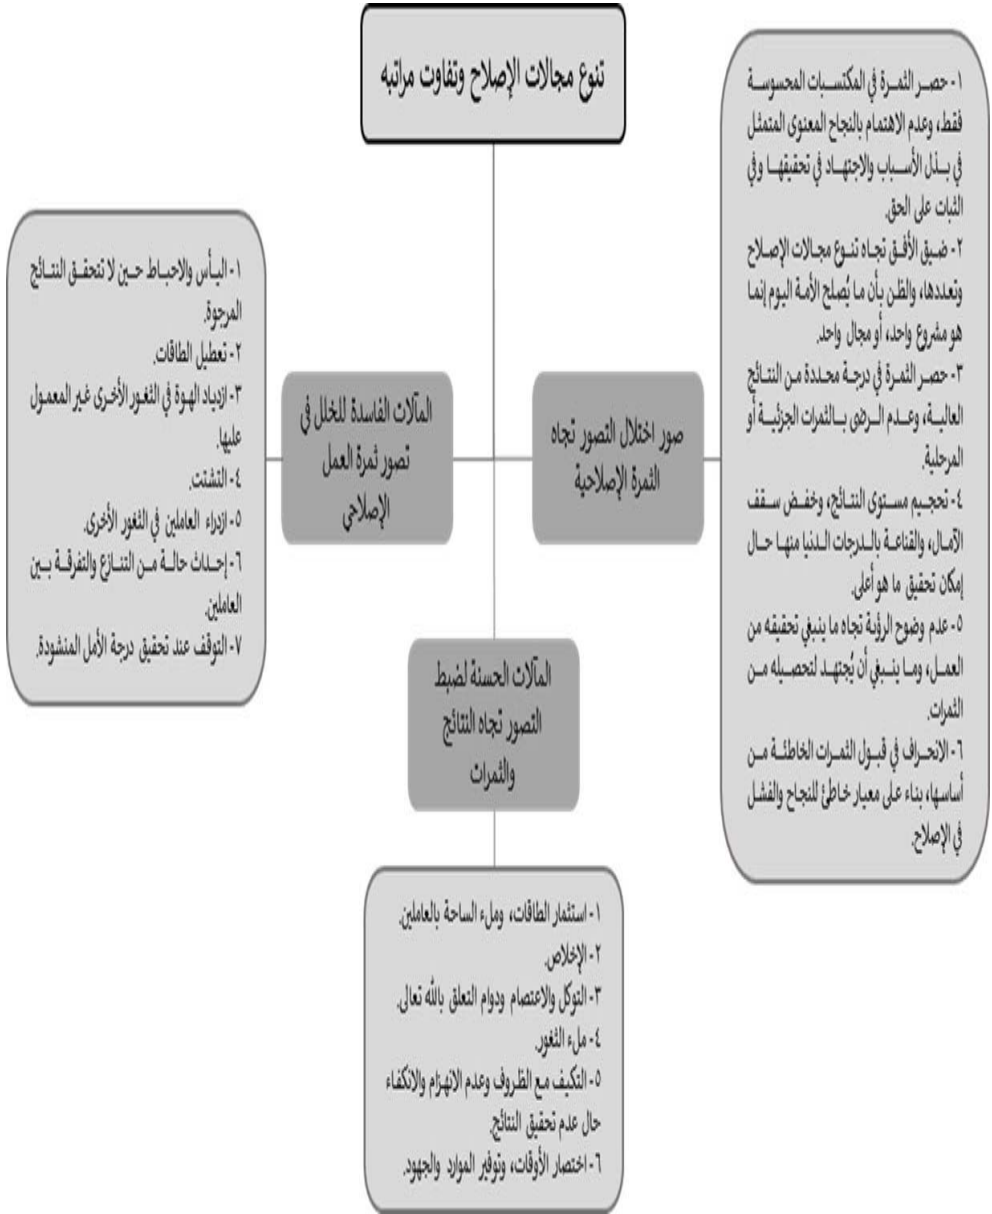 تنوع مجالات الإصلاح وتفاوت مراتبه
صور اختلال التصور تجاه
الثمرة الإصلاحية
١- حصر الثمرة في المكتسبات المحسوسة
فقط، وعدم الاهتمام بالنجاح المعنوي المتمثل
في بذل الأسباب والاجتهاد في تحقيقها وفي
الثبات على الحق.
٢- ضيق الأفق تجاه تنوع مجالات الإصلاح
وتعددها، والظن بأن ما يُصلح الأمة اليوم إنما
هو مشروع واحد، أو مجال واحد.
٣- حصر الثمرة في درجة محددة من النتائج
العالية، وعدم الرضى بالثمرات الجزئية أو
المرحلية.
٤- تحجيم مستوى النتائج، وخفض سقف
الآمال، والقناعة بالدرجات الدنيا منها حال
إمكان تحقيق ما هو أعلى.
٥- عدم وضوح الرؤية تجاه ما ينبغي تحقيقه من
العمل، وما ينبغي أن يُجتهد لتحصيله من
الثمرات.
٦- الانحراف في قبول الثمرات الخاطئة من
أساسها، بناء على معيار خاطئ للنجاح والفشل
في الإصلاح.
المآلات الفاسدة للخلل في
تصور ثمرة العمل
الإصلاحي
١- اليأس والاحباط حين لا تتحقق النتائج
المرجوة.
٢- تعطيل الطاقات.
٣- ازدياد الهوة في الثغور الأخرى غير المعمول
عليها.
٤- التشتت.
٥- ازدراء العاملين في الثغور الأخرى.
٦- إحداث حالة من التنازع والتفرقة بين
العاملين.
٧- التوقف عند تحقيق درجة الأمل المنشودة.
المآلات الحسنة لضبط
التصور تجاه النتائج
والثمرات
١- استثمار الطاقات، وملء الساحة بالعاملين.
٢- الإخلاص.
٣- التوكل والاعتصام ودوام التعلق بالله تعالى.
٤- ملء الثغور.
٥- التكيف مع الظروف وعدم الانهزام والانكفاء
حال عدم تحقيق النتائج.
٦- اختصار الأوقات، وتوفير الموارد والجهود.